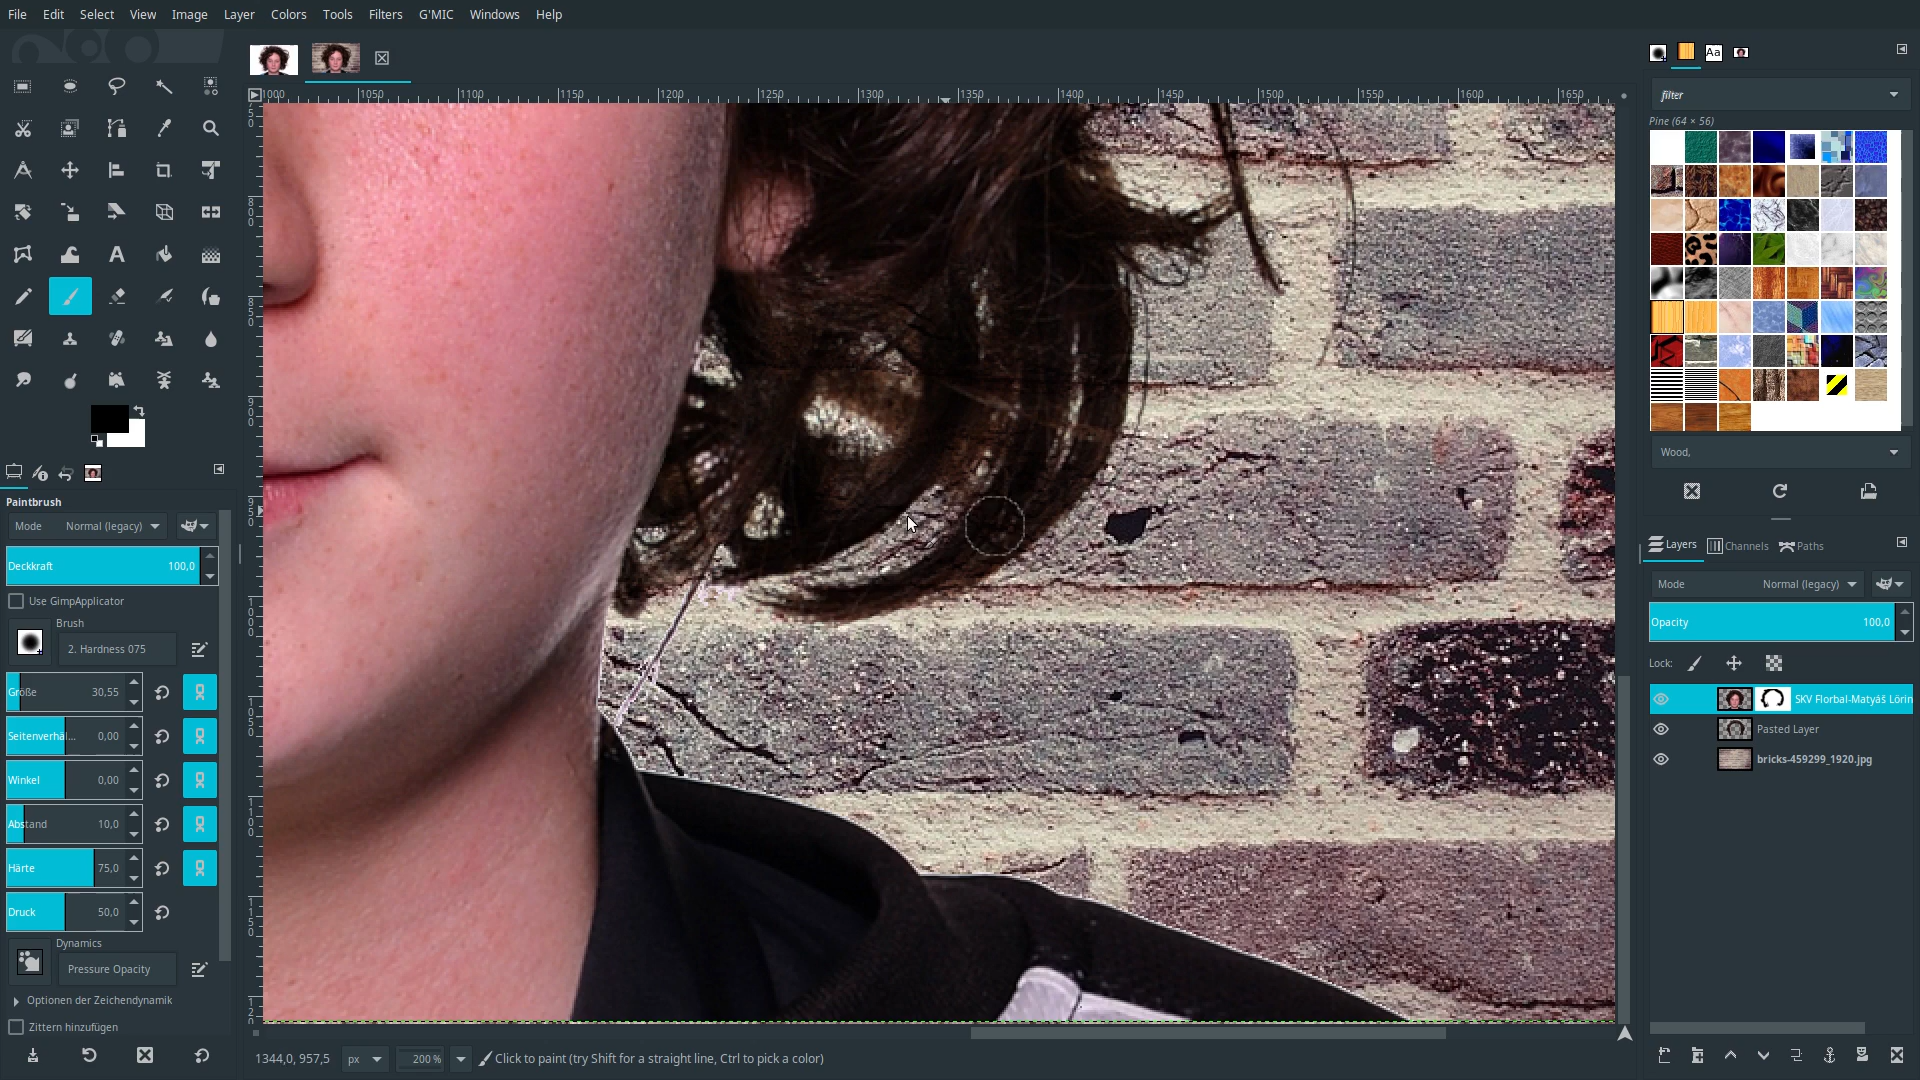 File Edit Select View Image Layer Colors Tools Filters G'MIC Windows Help
1000 1050 1100 1150 1200 1250 1300 1350 1400 1450 1500 1550 1600 1650
Aa
filter
Pine (64 × 56)
Wood,
Paintbrush
Mode Normal (legacy)
Deckkraft 100,0
Use GimpApplicator
Brush
2. Hardness 075
Größe 30,55
Seitenverhäl... 0,00
Winkel 0,00
Abstand 10,0
Härte 75,0
Druck 50,0
Dynamics
Pressure Opacity
Optionen der Zeichendynamik
Zittern hinzufügen
Layers Channels Paths
Mode Normal (legacy)
Opacity 100,0
Lock:
SKV Florbal-Matyáš Lörin
Pasted Layer
bricks-459299_1920.jpg
1344,0, 957,5 px 200 % Click to paint (try Shift for a straight line, Ctrl to pick a color)